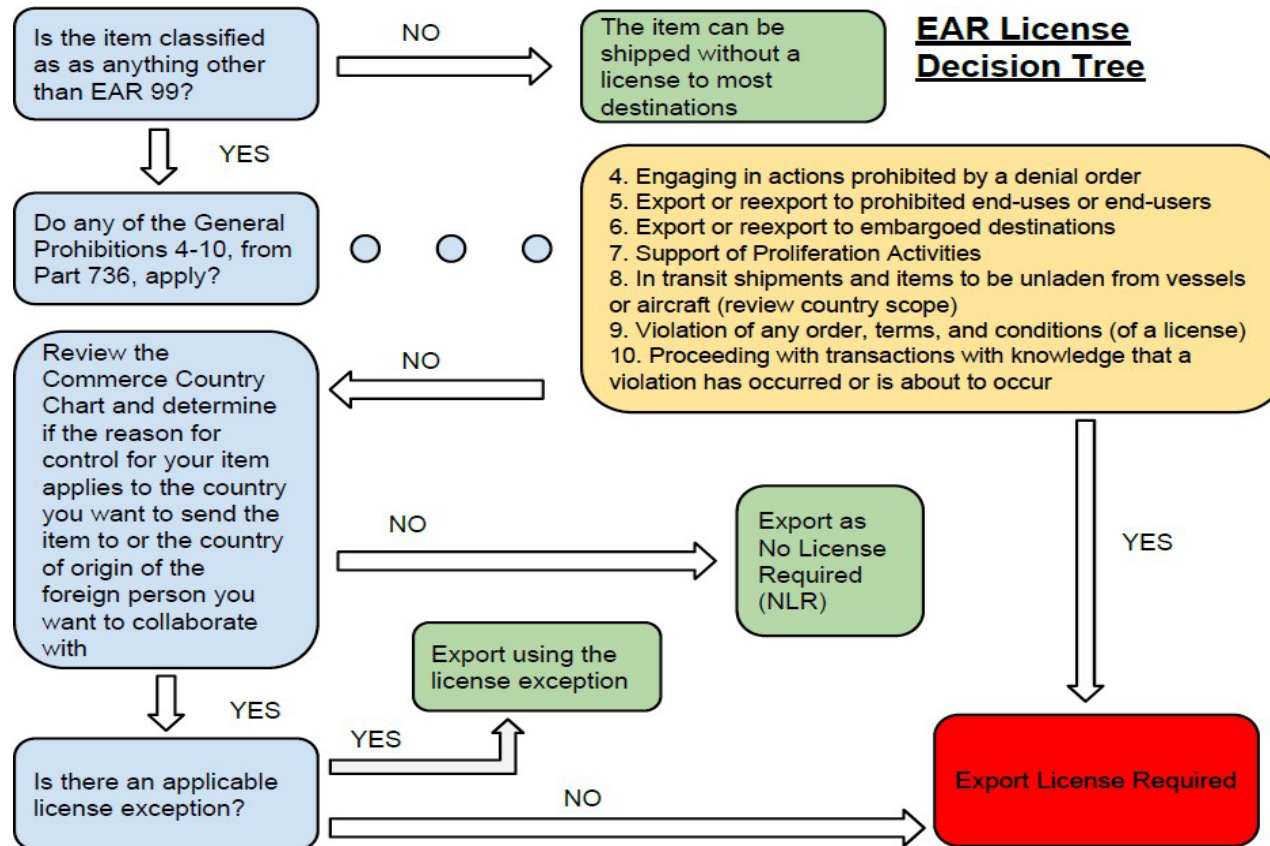 EAR License
Decision Tree
Is the item classified
as as anything other
than EAR 99?
NO
The item can be
shipped without a
license to most
destinations
YES
Do any of the General
Prohibitions 4-10, from
Part 736, apply?
4. Engaging in actions prohibited by a denial order
5. Export or reexport to prohibited end-uses or end-users
6. Export or reexport to embargoed destinations
7. Support of Proliferation Activities
8. In transit shipments and items to be unladen from vessels
or aircraft (review country scope)
9. Violation of any order, terms, and conditions (of a license)
10. Proceeding with transactions with knowledge that a
violation has occurred or is about to occur
NO
YES
Review the
Commerce Country
Chart and determine
if the reason for
control for your item
applies to the country
you want to send the
item to or the country
of origin of the
foreign person you
want to collaborate
with
NO
Export as
No License
Required
(NLR)
YES
Is there an applicable
license exception?
YES
Export using the
license exception
NO
Export License Required